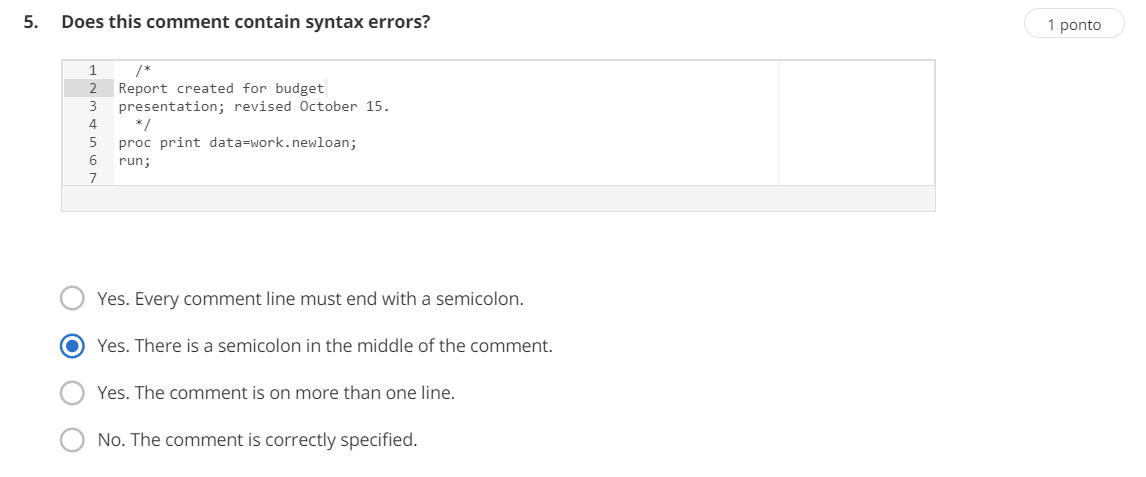 5. Does this comment contain syntax errors?
1 ponto
1 /*
2 Report created for budget
3 presentation; revised October 15.
4 */
5 proc print data=work.newloan;
6 run;
7
Yes. Every comment line must end with a semicolon.
Yes. There is a semicolon in the middle of the comment.
Yes. The comment is on more than one line.
No. The comment is correctly specified.